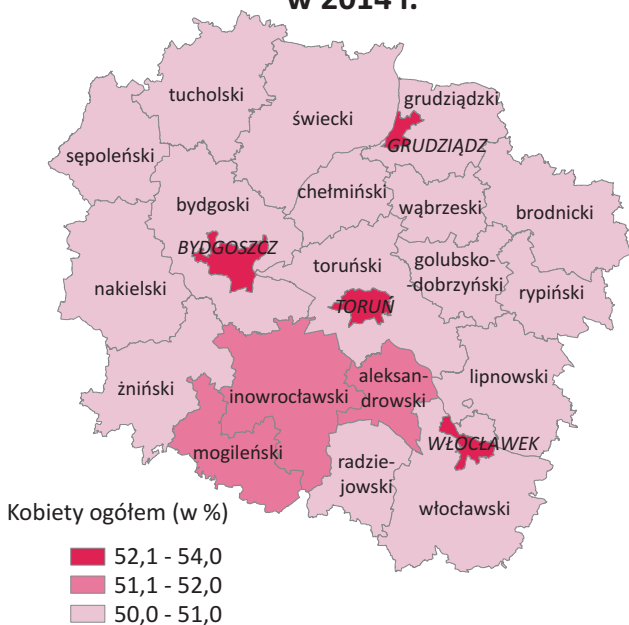 w 2014 r.
tucholski
świecki
grudziądzki
GRUDZIĄDZ
sępoleński
chełmiński
bydgoski
wąbrzeski
brodnicki
BYDGOSZCZ
toruński
golubsko-
-dobrzyński
nakielski
rypiński
TORUŃ
żniński
inowrocławski
aleksan-
drowski
lipnowski
WŁOCŁAWEK
mogileński
radzie-
jowski
włocławski
Kobiety ogółem (w %)
52,1 - 54,0
51,1 - 52,0
50,0 - 51,0